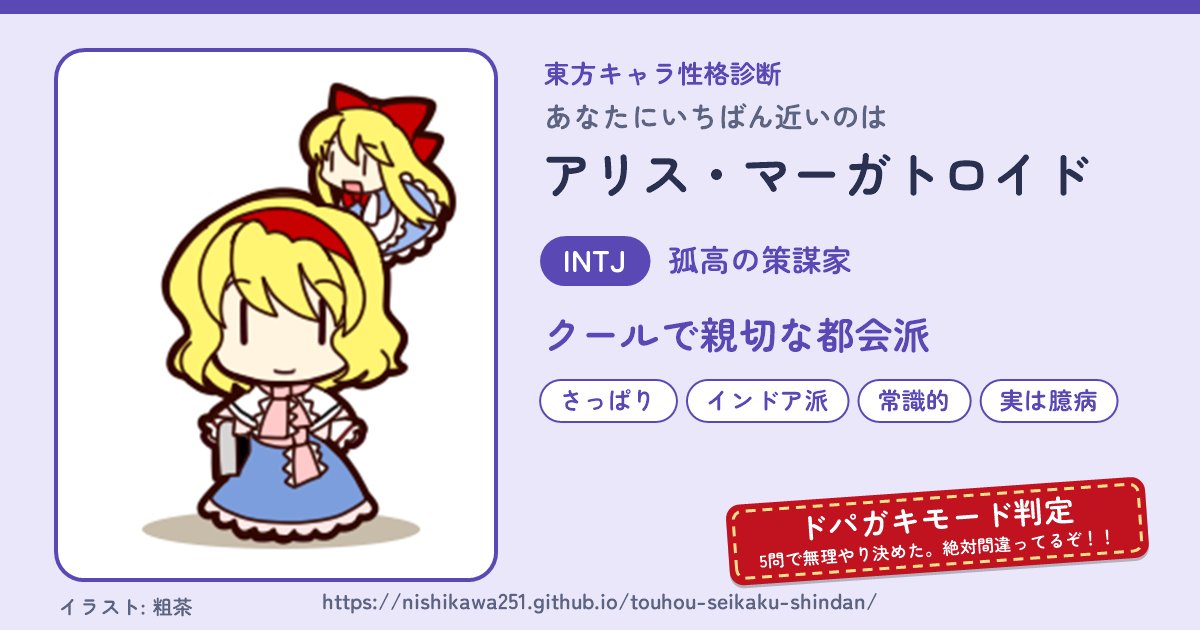 東方キャラ性格診断
あなたにいちばん近いのは
アリス・マーガトロイド
INTJ 孤高の策謀家
クールで親切な都会派
さっぱり インドア派 常識的 実は臆病
ドパガキモード判定
5問で無理やり決めた。絶対間違ってるぞ！！
イラスト: 粗茶
https://nishikawa251.github.io/touhou-seikaku-shindan/